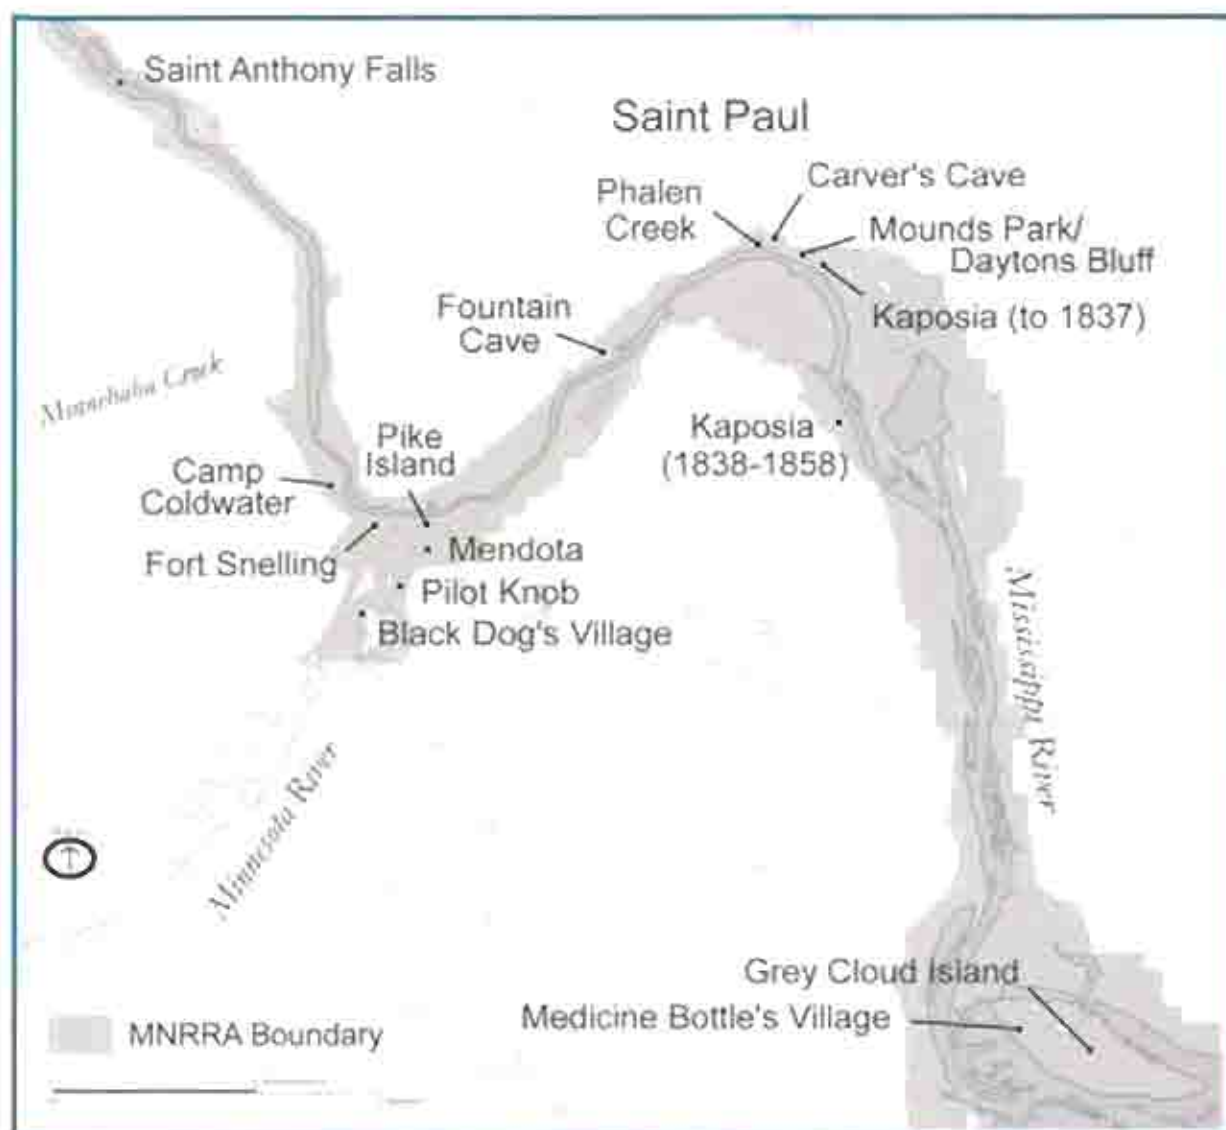 Saint Anthony Falls
Saint Paul
Carver's Cave
Phalen
Creek
Mounds Park/
Daytons Bluff
Kaposia (to 1837)
Fountain
Cave
Creek
Kaposia
(1838-1858)
Pike
Island
Camp
Coldwater
Fort Snelling
Mendota
Pilot Knob
Black Dog's Village
Mississippi River
Minnesota River
Grey Cloud Island
Medicine Bottle's Village
MNRRA Boundary